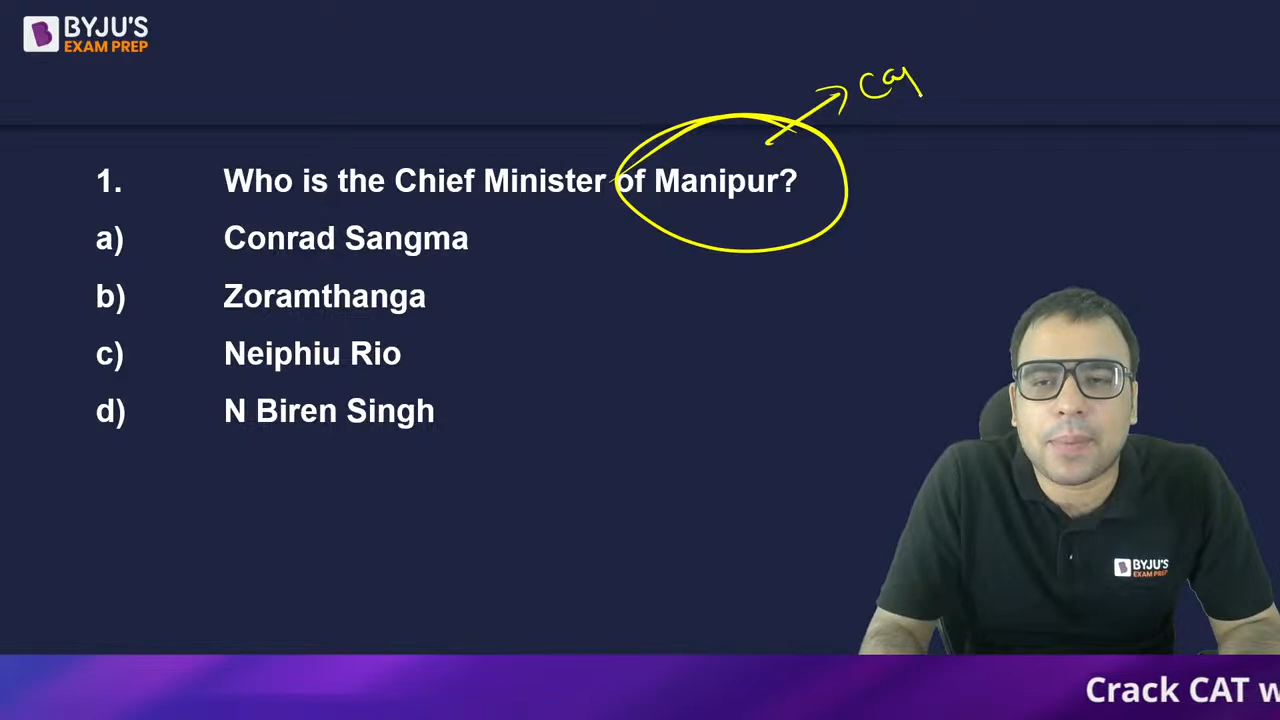 BYJU'S
EXAM PREP
Cap
1. Who is the Chief Minister of Manipur?
a) Conrad Sangma
b) Zoramthanga
c) Neiphiu Rio
d) N Biren Singh
BYJU'S
EXAM PREP
Crack CAT w